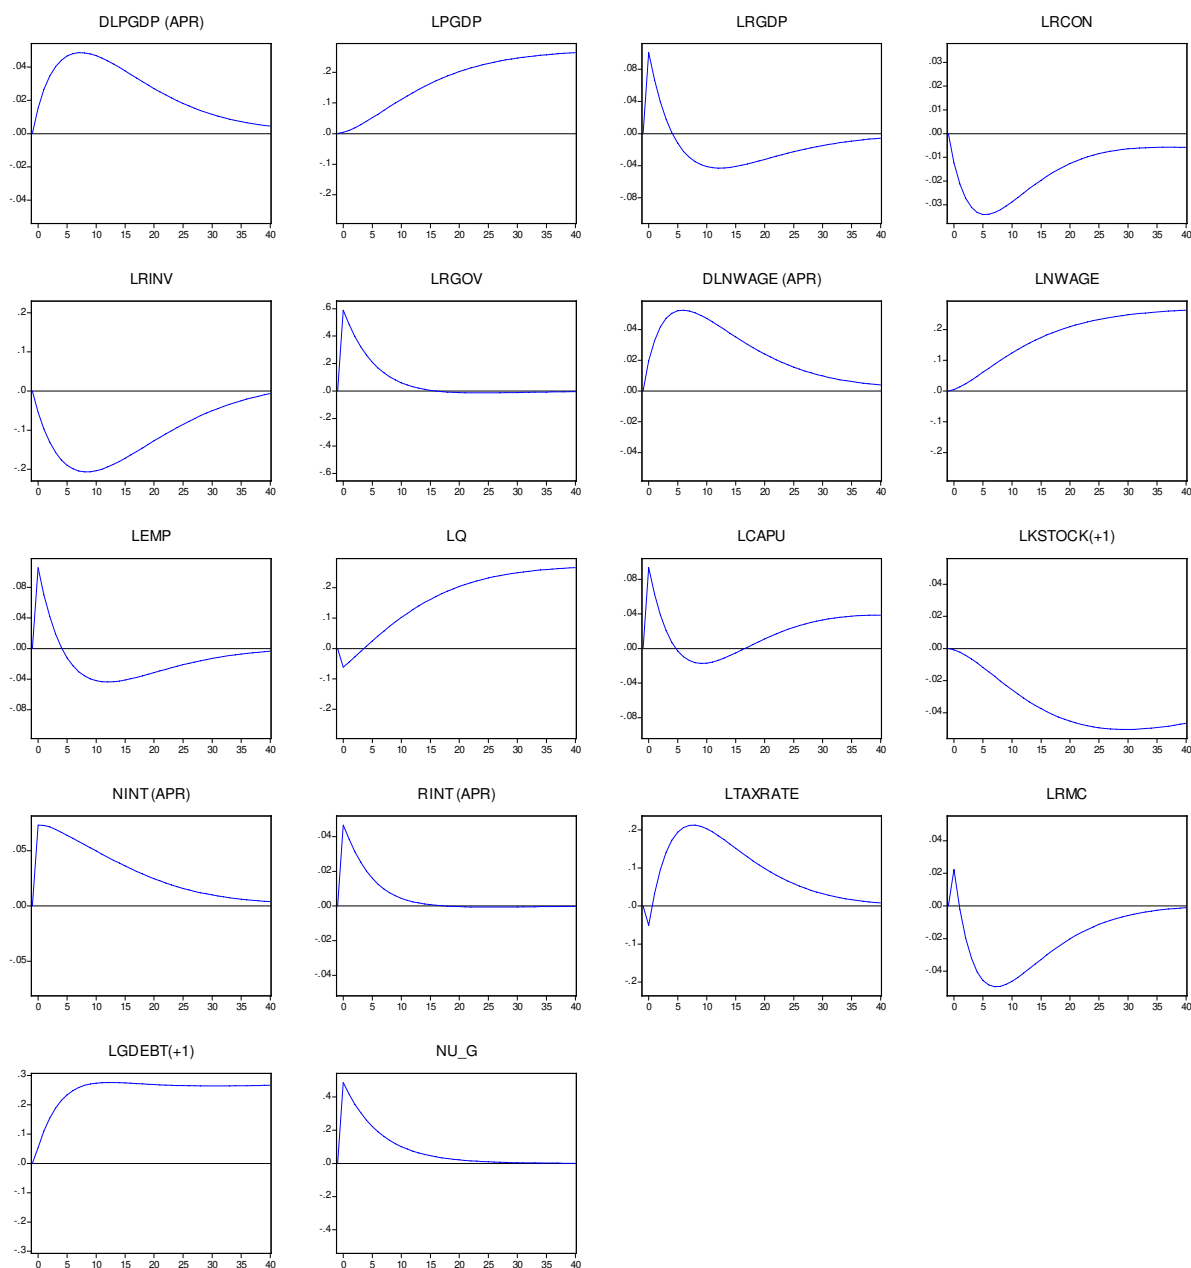 DLPGDP (APR)
.04
.02
.00
-.02
-.04
0 5 10 15 20 25 30 35 40
LPGDP
.2
.1
.0
-.1
-.2
0 5 10 15 20 25 30 35 40
LRGDP
.08
.04
.00
-.04
-.08
0 5 10 15 20 25 30 35 40
LRCON
.03
.02
.01
.00
-.01
-.02
-.03
0 5 10 15 20 25 30 35 40
LRINV
.2
.1
.0
-.1
-.2
0 5 10 15 20 25 30 35 40
LRGOV
.6
.4
.2
.0
-.2
-.4
-.6
0 5 10 15 20 25 30 35 40
DLNWAGE (APR)
.04
.02
.00
-.02
-.04
0 5 10 15 20 25 30 35 40
LNWAGE
.2
.1
.0
-.1
-.2
0 5 10 15 20 25 30 35 40
LEMP
.08
.04
.00
-.04
-.08
0 5 10 15 20 25 30 35 40
LQ
.2
.1
.0
-.1
-.2
0 5 10 15 20 25 30 35 40
LCAPU
.08
.04
.00
-.04
-.08
0 5 10 15 20 25 30 35 40
LKSTOCK(+1)
.04
.02
.00
-.02
-.04
0 5 10 15 20 25 30 35 40
NINT (APR)
.05
.00
-.05
0 5 10 15 20 25 30 35 40
RINT (APR)
.04
.02
.00
-.02
-.04
0 5 10 15 20 25 30 35 40
LTAXRATE
.2
.1
.0
-.1
-.2
0 5 10 15 20 25 30 35 40
LRMC
.04
.02
.00
-.02
-.04
0 5 10 15 20 25 30 35 40
LGDEBT(+1)
.3
.2
.1
.0
-.1
-.2
-.3
0 5 10 15 20 25 30 35 40
NU_G
.4
.2
.0
-.2
-.4
0 5 10 15 20 25 30 35 40